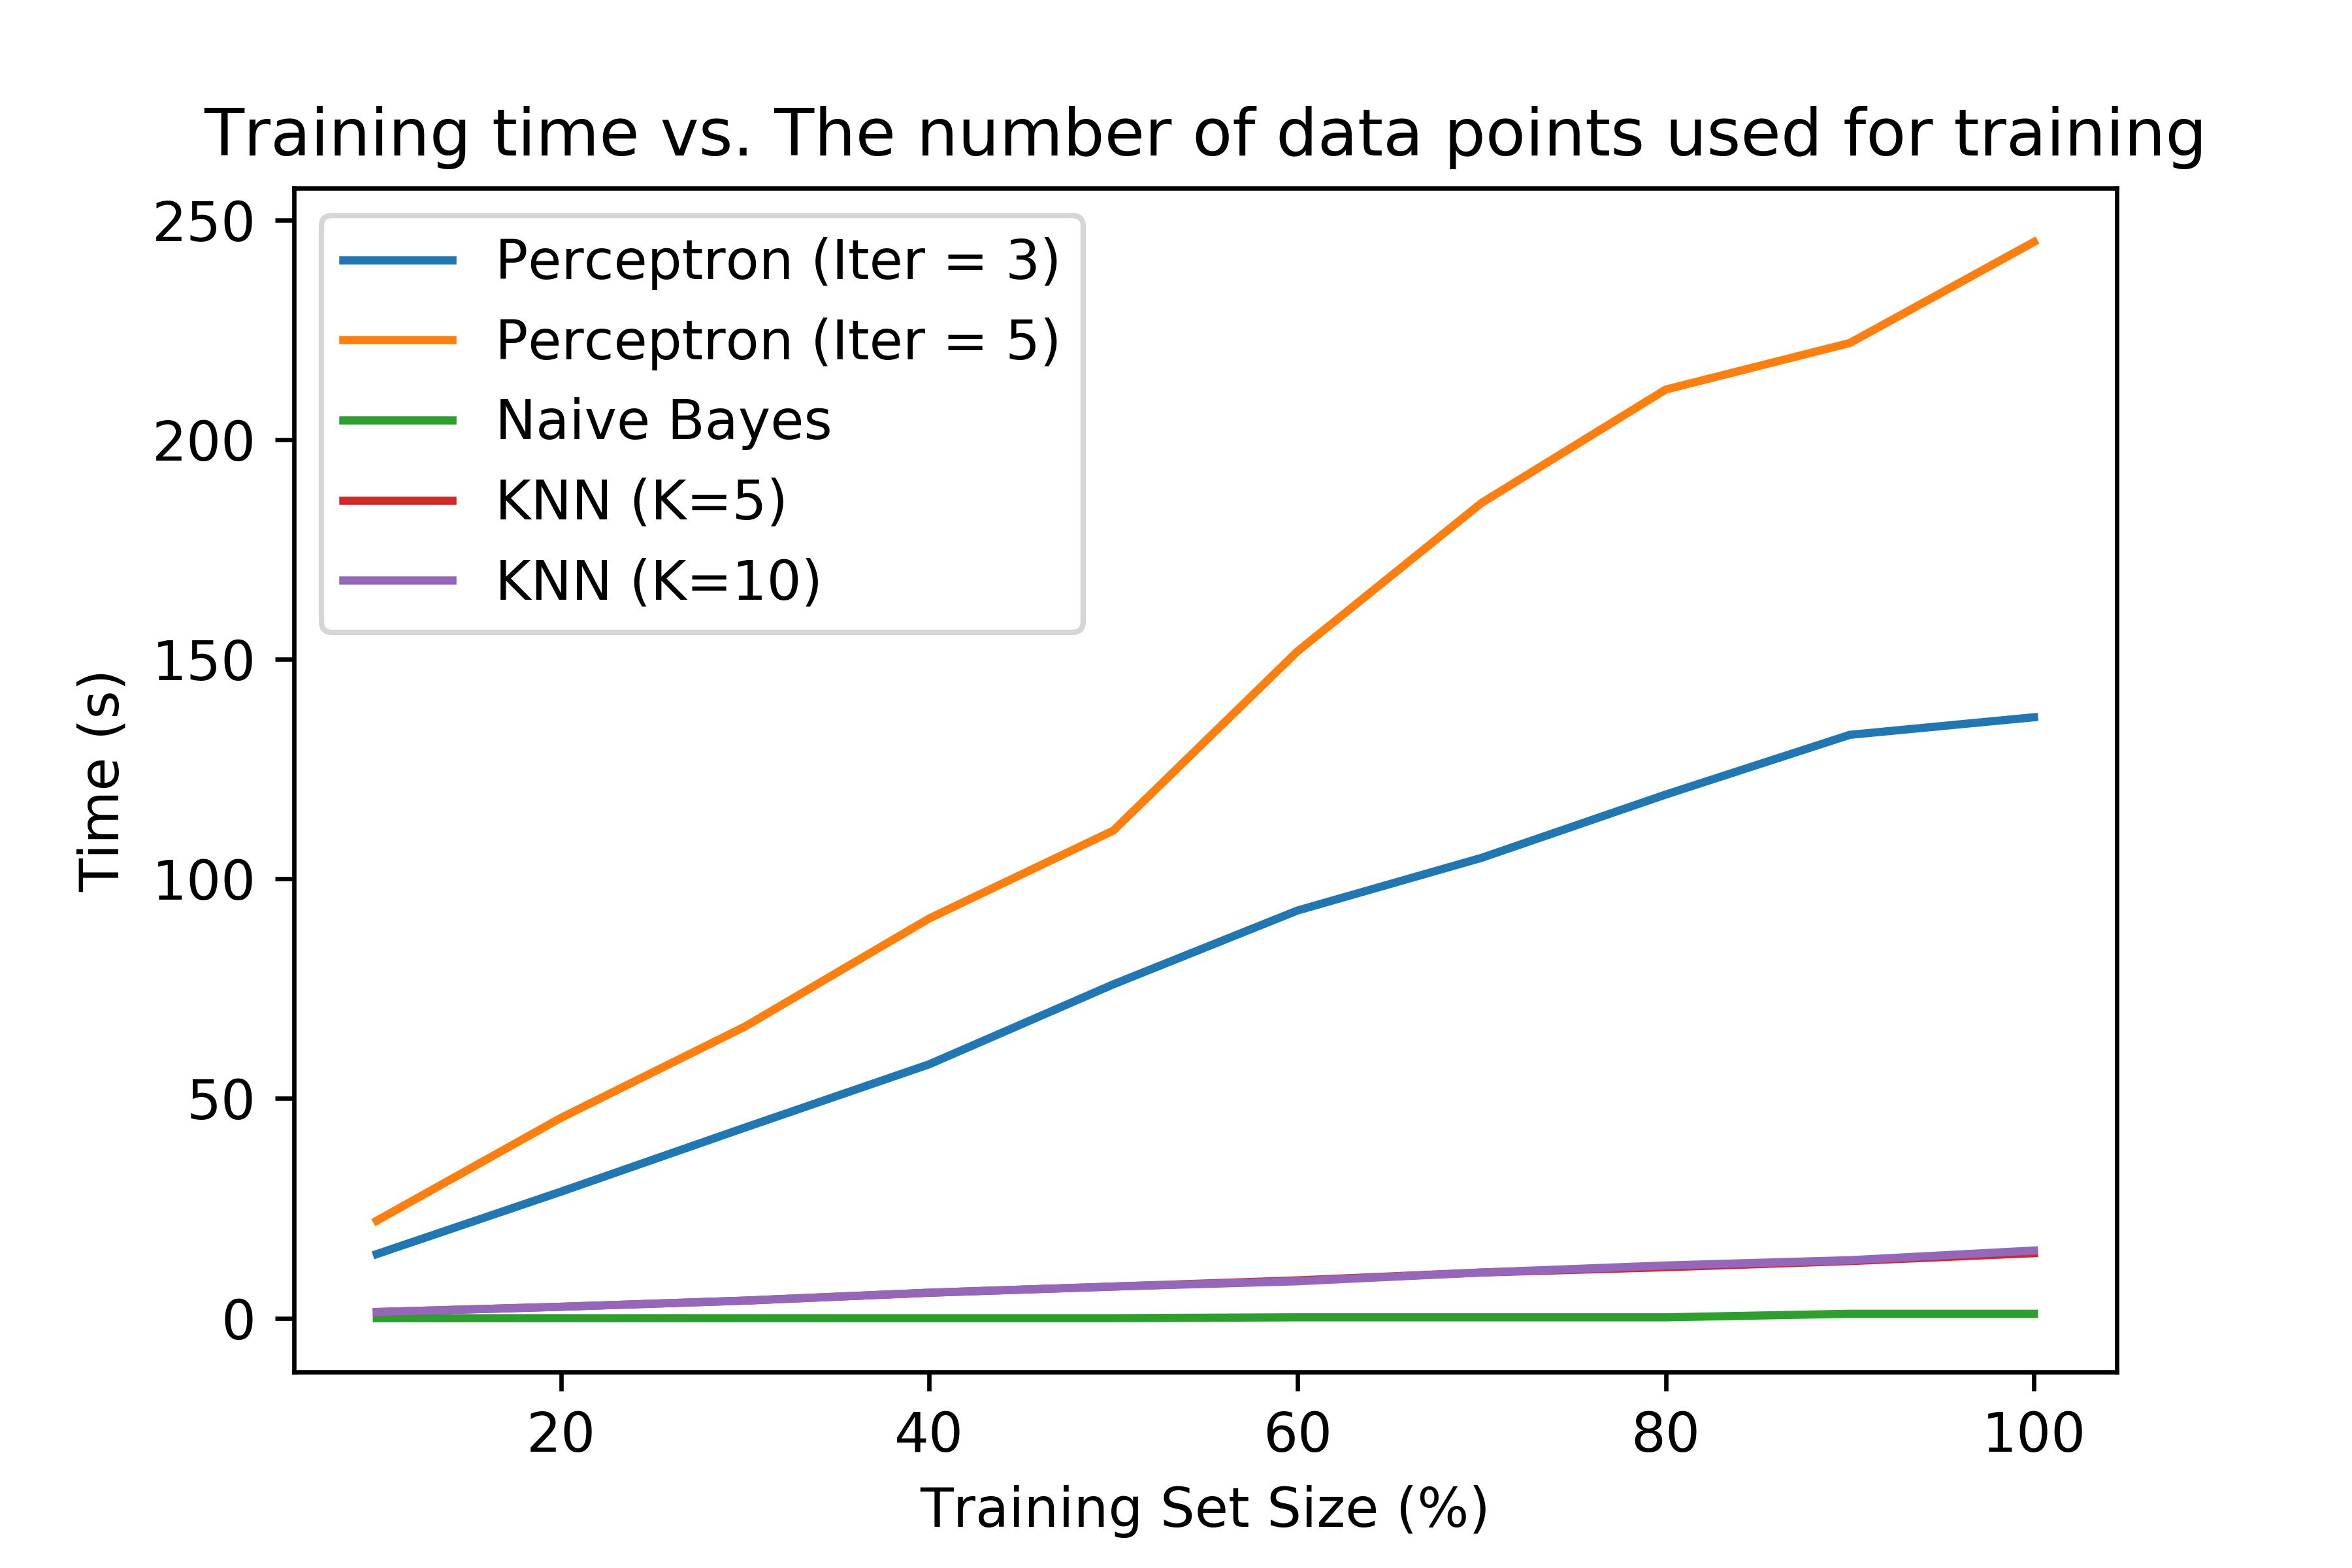 Training time vs. The number of data points used for training
250
200
150
100
50
0
Time (s)
Perceptron (Iter = 3)
Perceptron (Iter = 5)
Naive Bayes
KNN (K=5)
KNN (K=10)
20 40 60 80 100
Training Set Size (%)